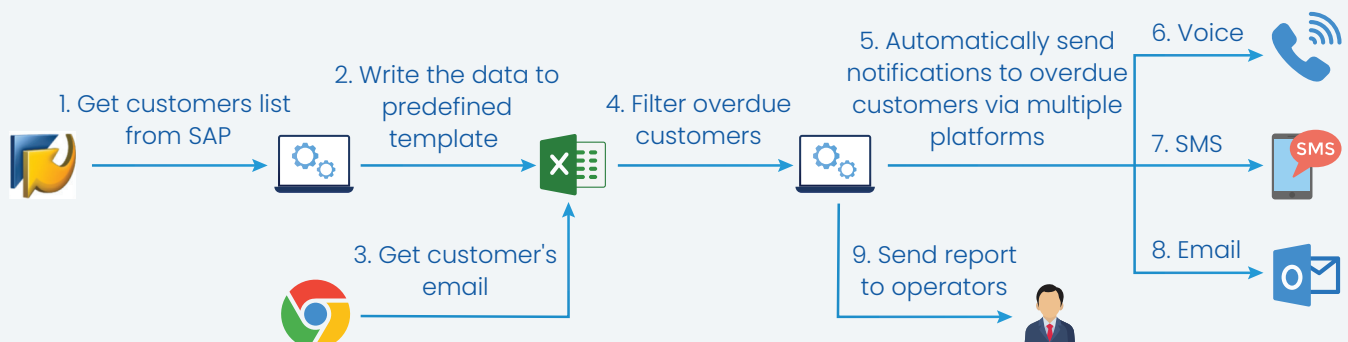 1. Get customers list
from SAP
2. Write the data to
predefined
template
X
3. Get customer's
email
4. Filter overdue
customers
5. Automatically send
notifications to overdue
customers via multiple
platforms
6. Voice
7. SMS
SMS
8. Email
O
9. Send report
to operators